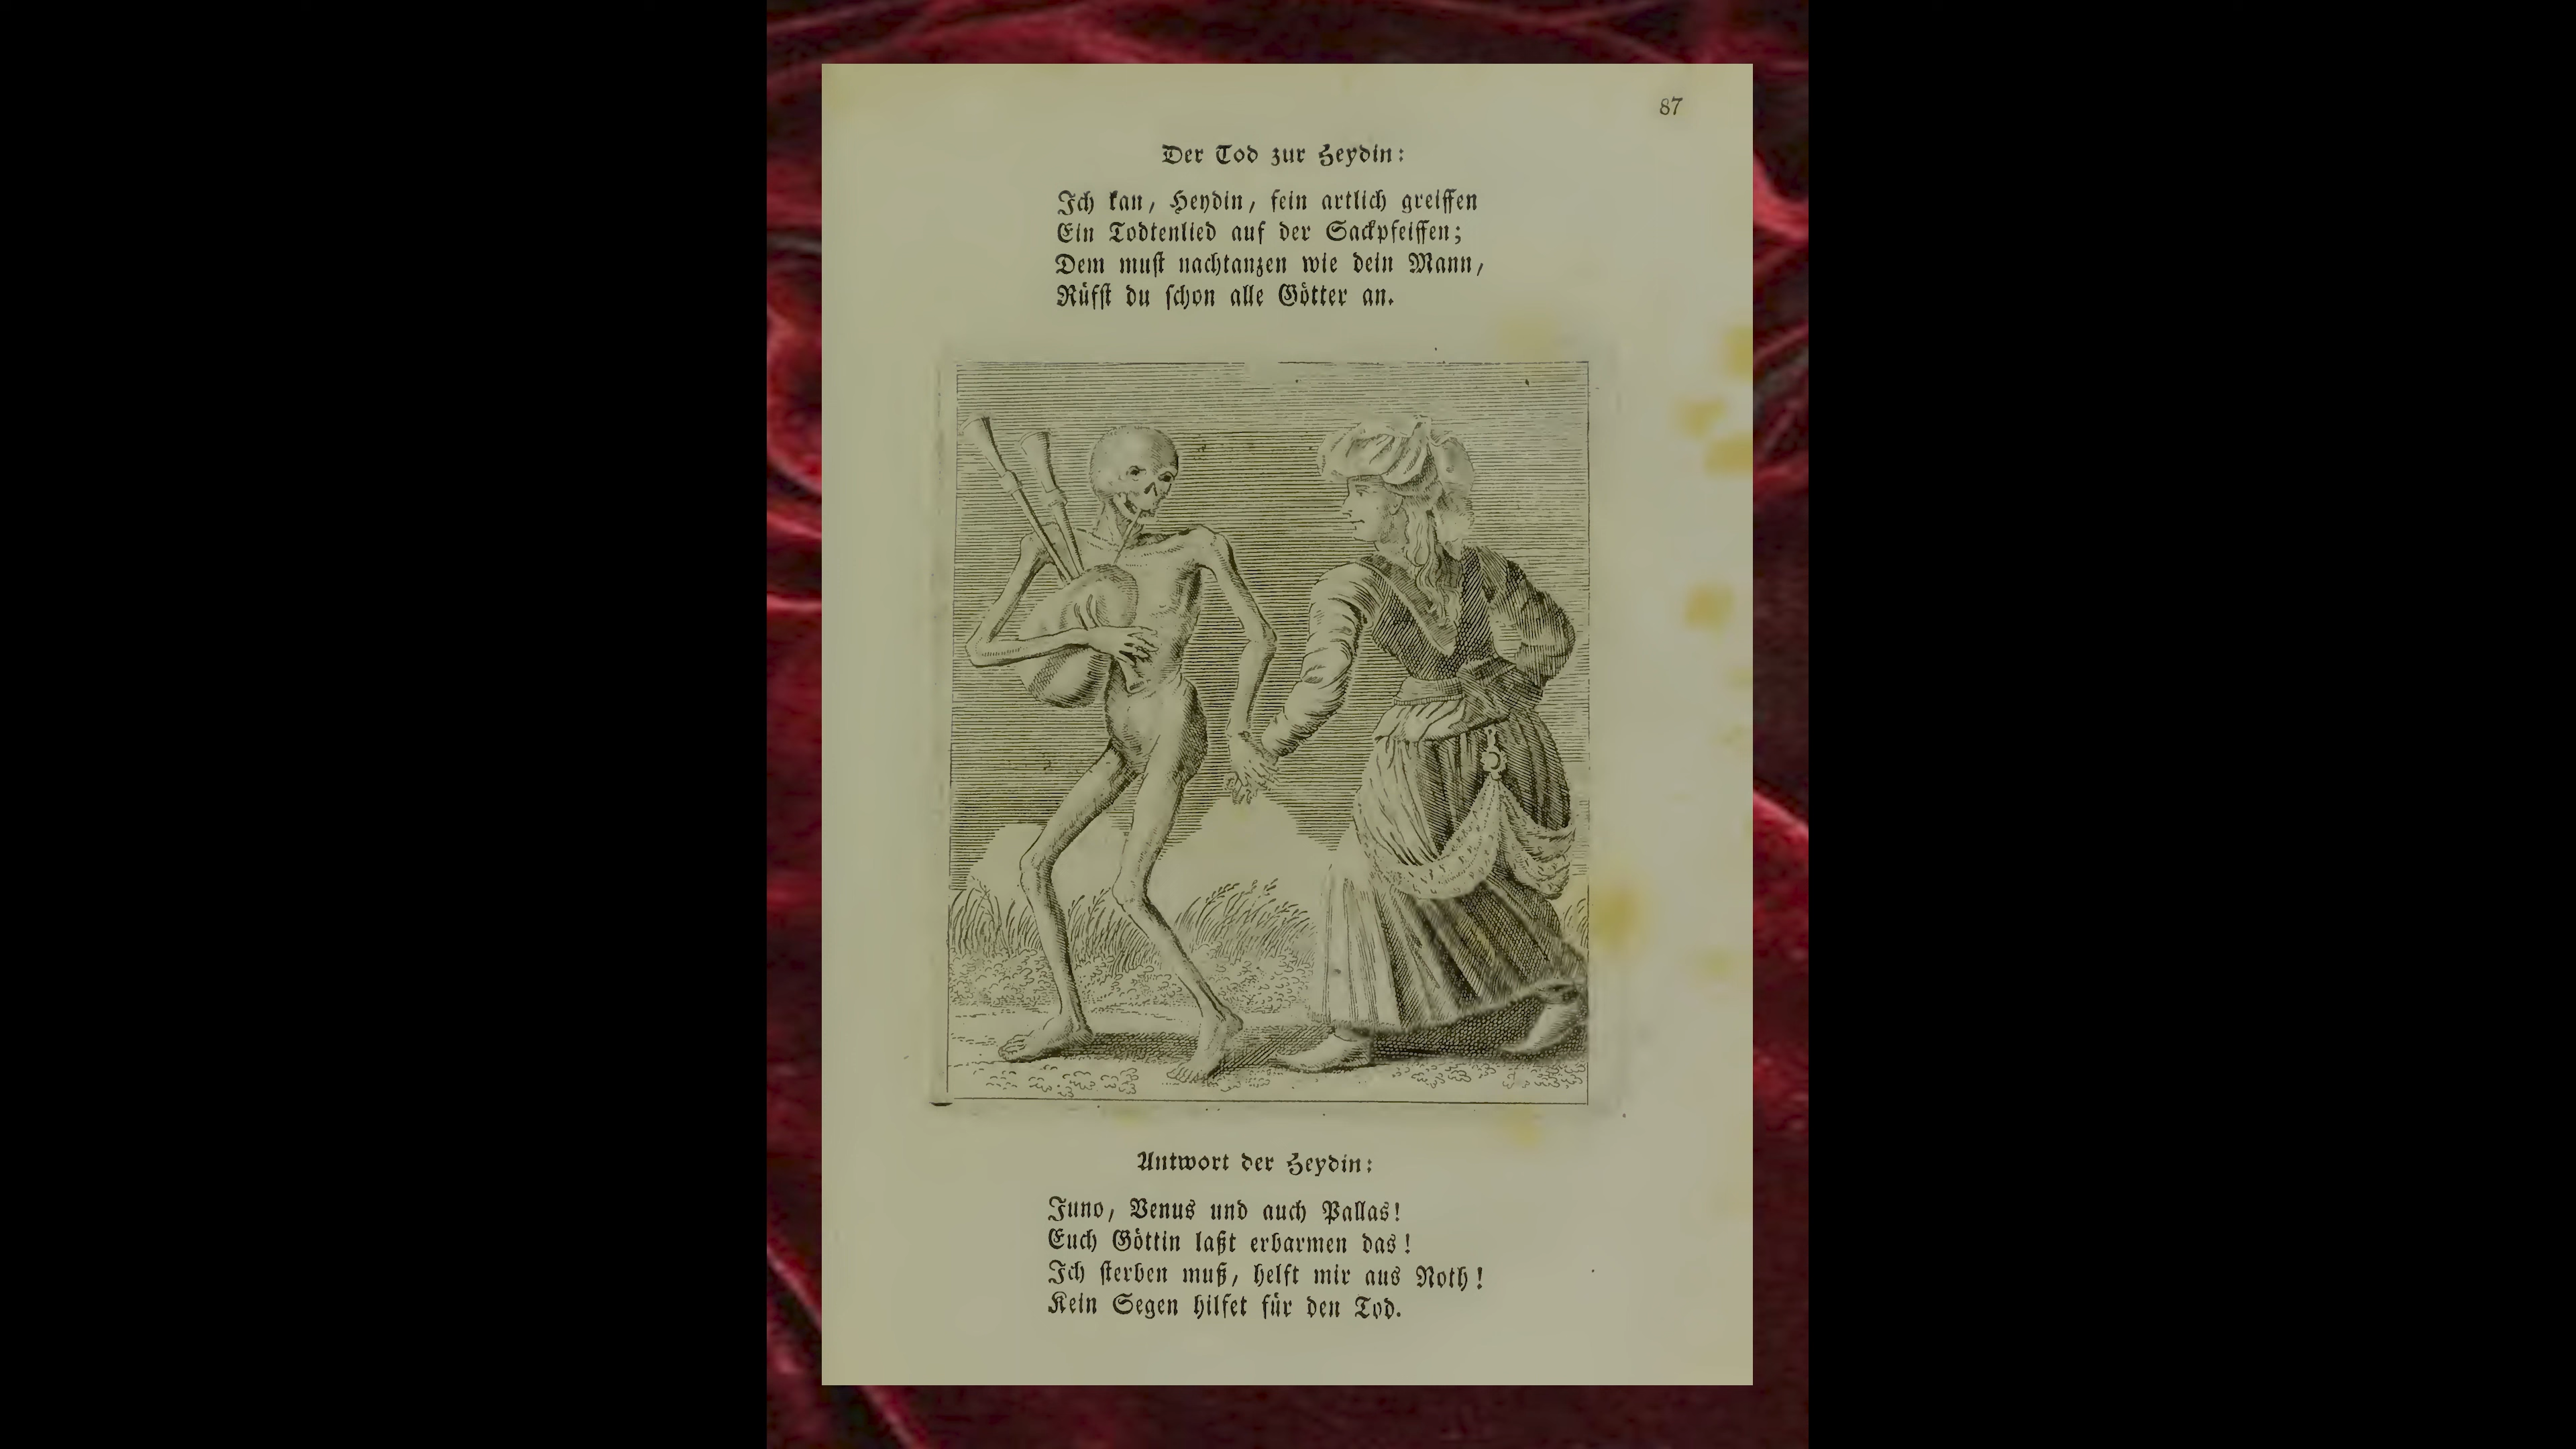 87
Der Tod zur Heydin:
Ich kan, Heydin, fein artlich greiffen
Ein Todtenlied auf der Sackpfeiffen;
Dem must nachtanzen wie dein Mann,
Rüfst du schon alle Götter an.
Antwort der Heydin:
Juno, Venus und auch Pallas!
Euch Göttin laßt erbarmen das!
Ich sterben muß, helft mir aus Noth!
Kein Segen hilfet für den Tod.